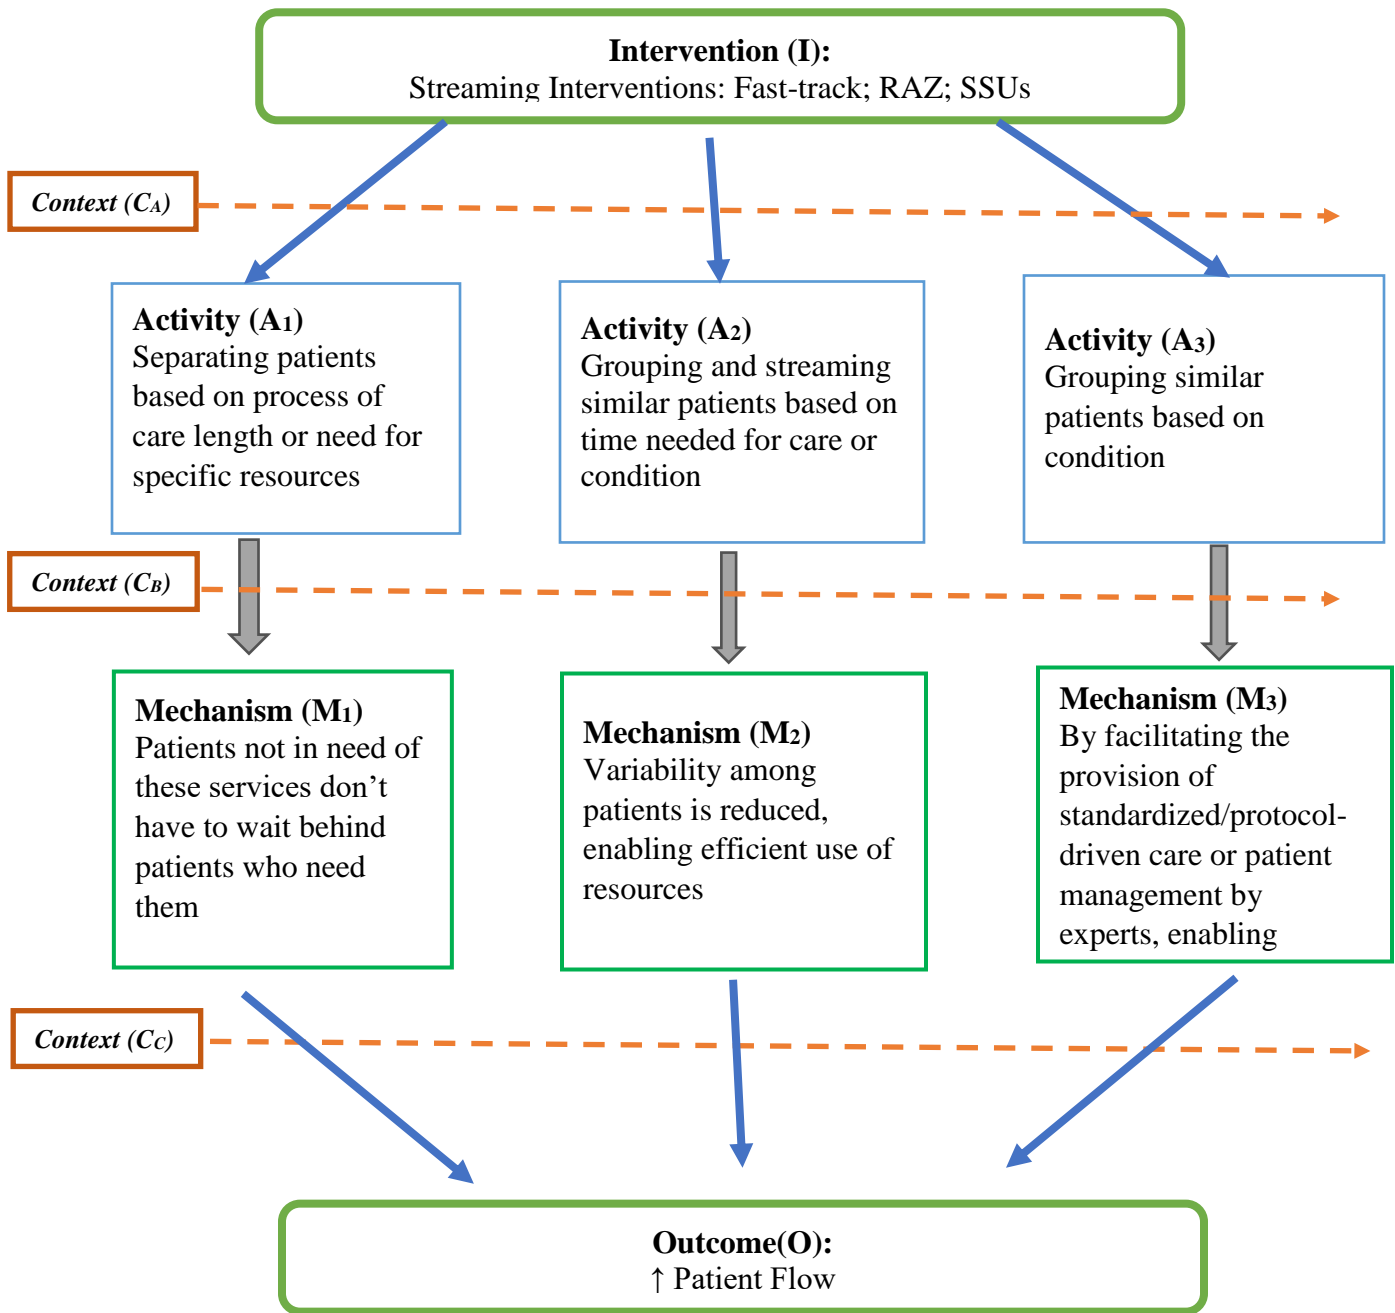 Intervention (I):
Streaming Interventions: Fast-track; RAZ; SSUs
Context (CA)
Activity (A1)
Separating patients
based on process of
care length or need for
specific resources
Activity (A2)
Grouping and streaming
similar patients based on
time needed for care or
condition
Activity (A3)
Grouping similar
patients based on
condition
Context (CB)
Mechanism (M1)
Patients not in need of
these services don’t
have to wait behind
patients who need
them
Mechanism (M2)
Variability among
patients is reduced,
enabling efficient use of
resources
Mechanism (M3)
By facilitating the
provision of
standardized/protocol-
driven care or patient
management by
experts, enabling
Context (CC)
Outcome(O):
↑ Patient Flow